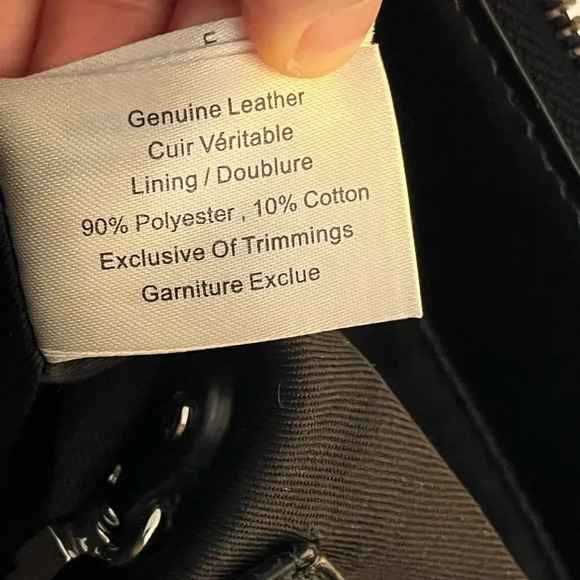 Genuine Leather
Cuir Véritable
Lining / Doublure
90% Polyester , 10% Cotton
Exclusive Of Trimmings
Garniture Exclue